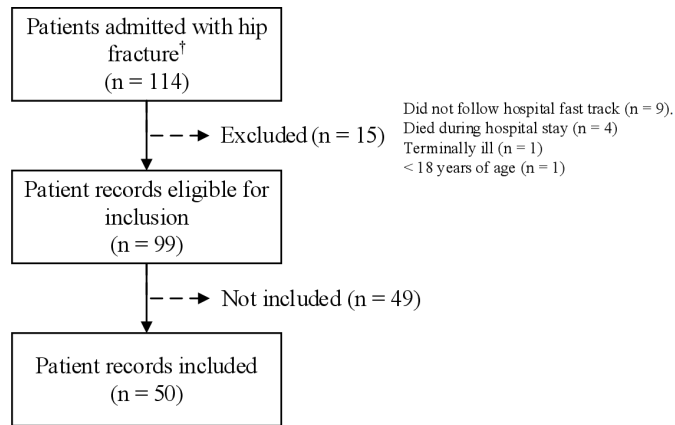 Patients admitted with hip
fracture†
(n = 114)
Excluded (n = 15)
Did not follow hospital fast track (n = 9).
Died during hospital stay (n = 4)
Terminally ill (n = 1)
< 18 years of age (n = 1)
Patient records eligible for
inclusion
(n = 99)
Not included (n = 49)
Patient records included
(n = 50)